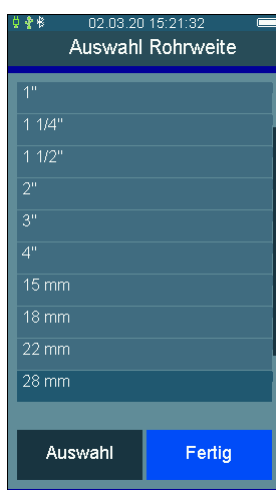 02.03.20 15:21:32
Auswahl Rohrweite
1"
1 1/4"
1 1/2"
2"
3"
4"
15 mm
18 mm
22 mm
28 mm
Auswahl Fertig